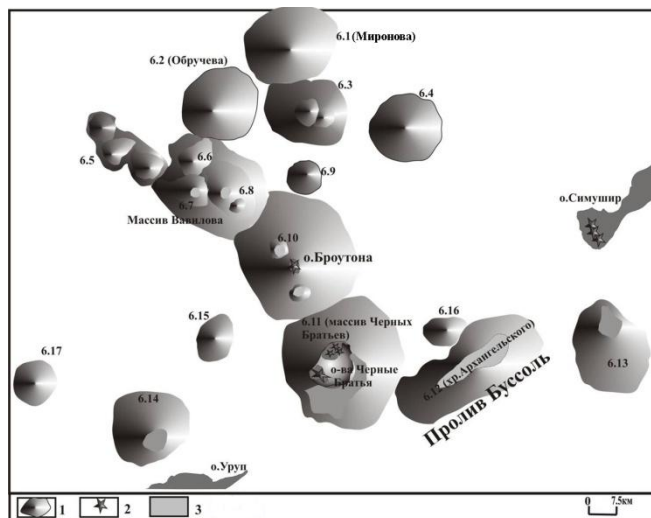 6.1(Миронова)
6.2 (Обручева)
6.3
6.4
6.5
6.6
6.9
6.7
6.8
Массив Вавилова
о.Симушир
6.10
о.Броутона
6.15
6.11 (массив Черных
Братьев)
6.16
о-ва Черные
Братья
6.12 (хр.Архангельского)
Пролив Буссоль
6.13
6.17
6.14
о.Уруп
1
2
3
0 7.5км